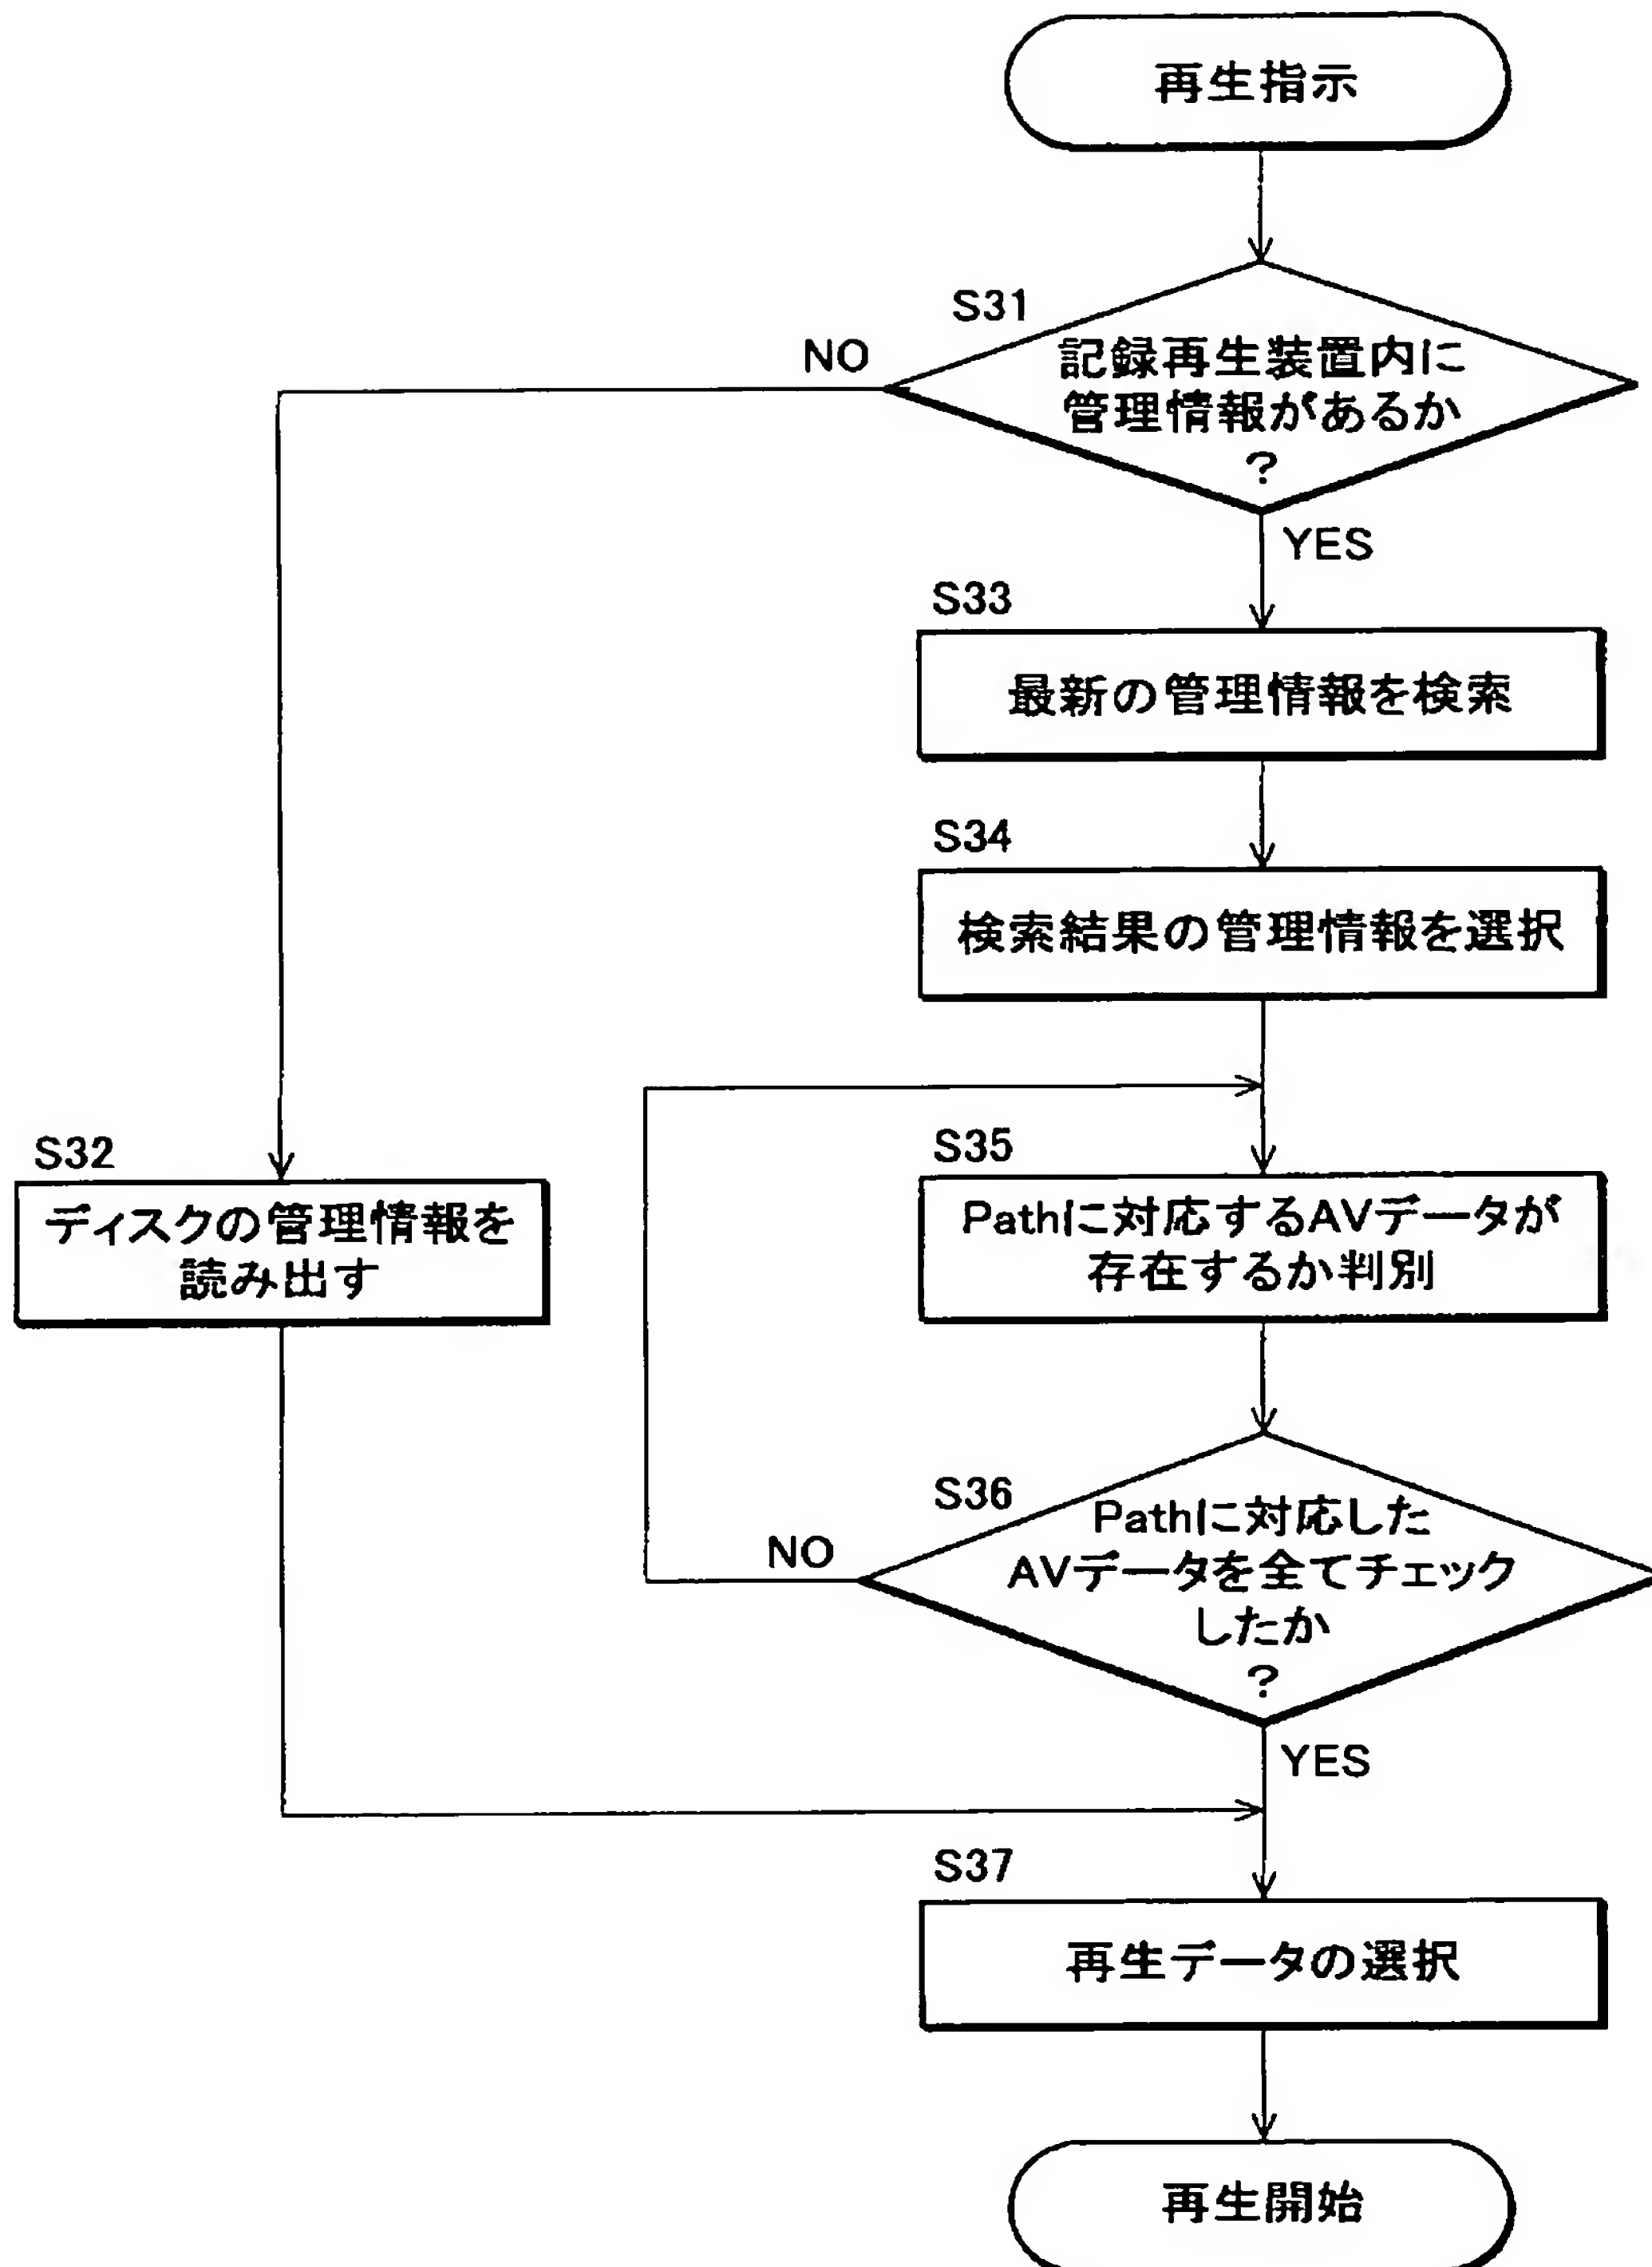 再生指示
S31
NO
記録再生装置内に
管理情報があるか
?
YES
S33
最新の管理情報を検索
S34
検索結果の管理情報を選択
S32
ディスクの管理情報を
読み出す
S35
Pathに対応するAVデータが
存在するか判別
S36
NO
Pathに対応した
AVデータを全てチェック
したか
?
YES
S37
再生データの選択
再生開始